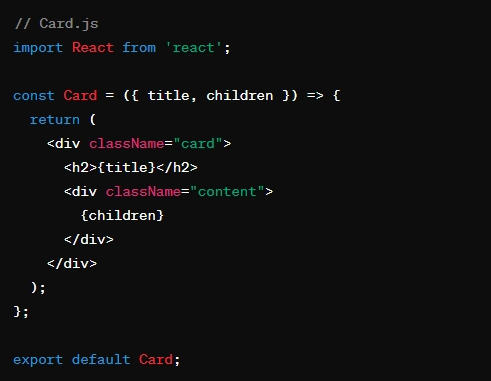 // Card.js
import React from 'react';

const Card = ({ title, children }) => {
  return (
    <div className="card">
      <h2>{title}</h2>
      <div className="content">
        {children}
      </div>
    </div>
  );
};

export default Card;